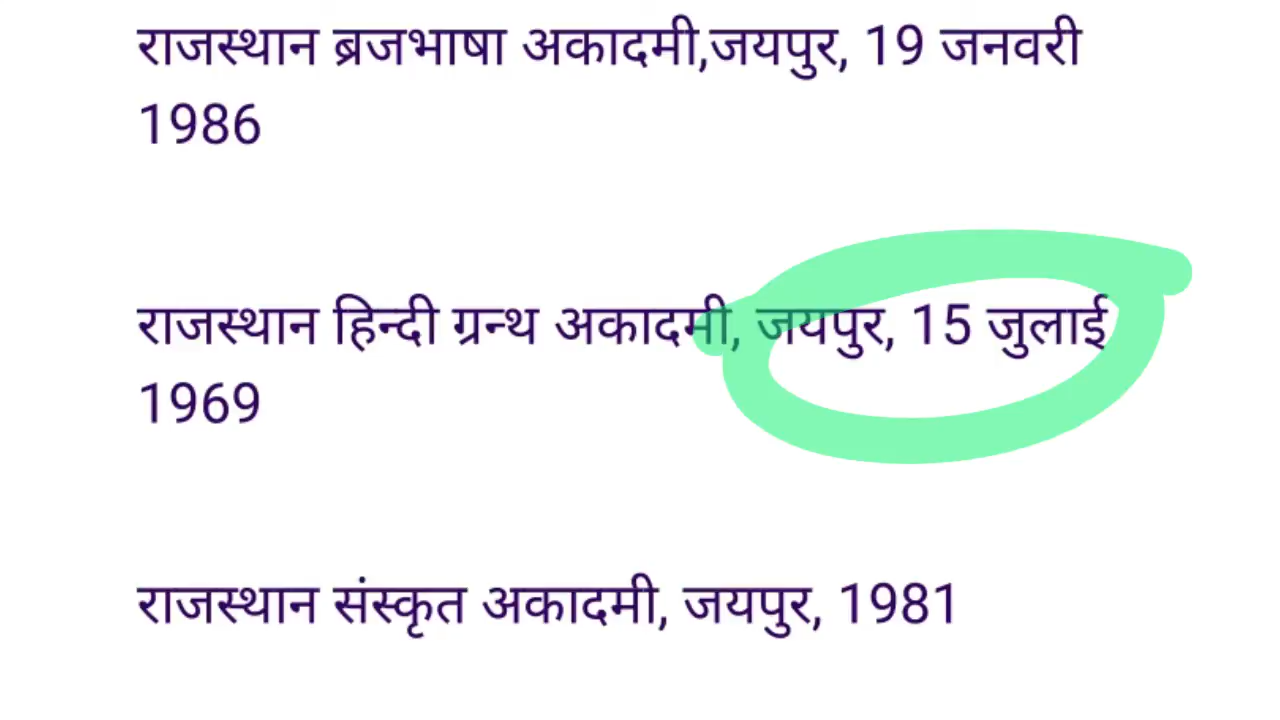 राजस्थान ब्रजभाषा अकादमी,जयपुर, 19 जनवरी
1986
राजस्थान हिन्दी ग्रन्थ अकादमी, जयपुर, 15 जुलाई
1969
राजस्थान संस्कृत अकादमी, जयपुर, 1981